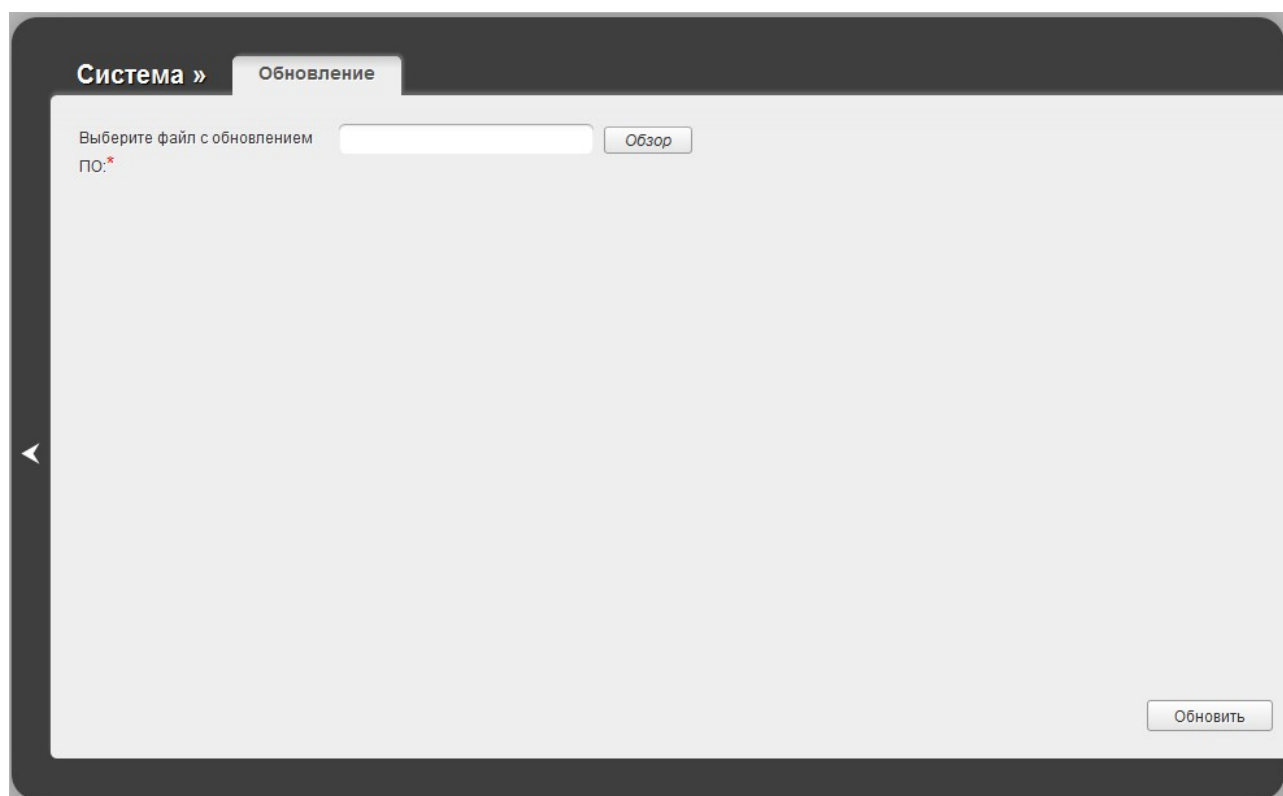 Система »
Обновление
Выберите файл с обновлением
ПО:*
Обзор
Обновить